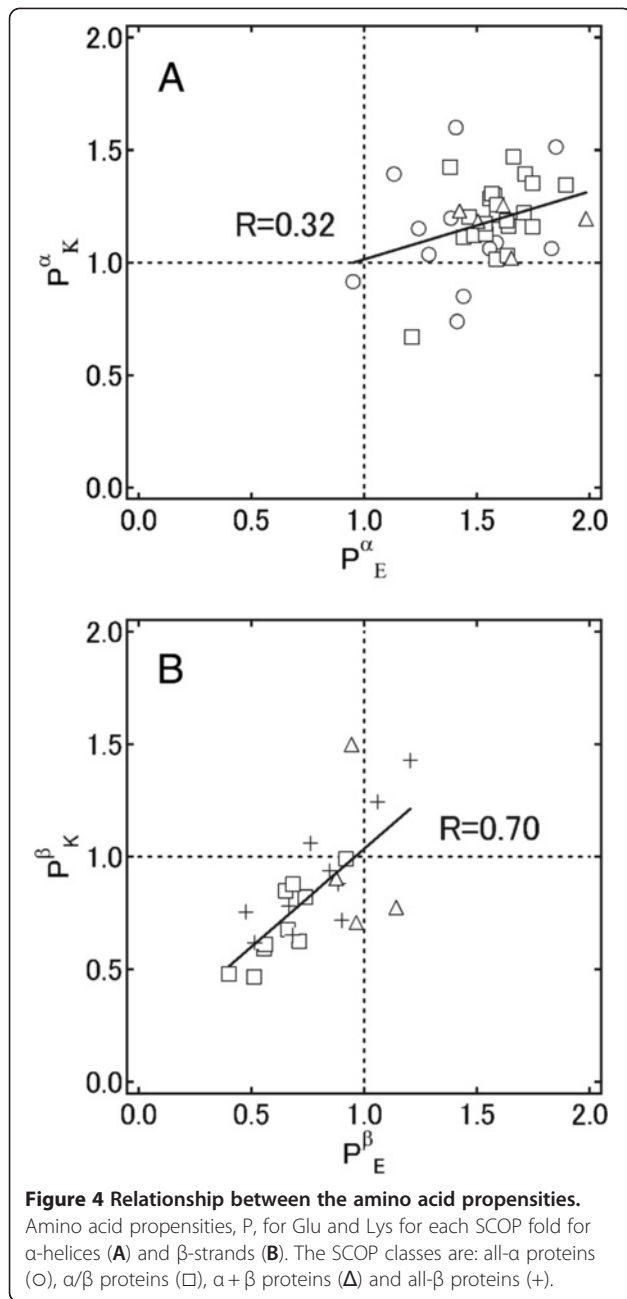 2.0
A
1.5
R=0.32
P^α_K
1.0
0.5
0.0
0.0 0.5 1.0 1.5 2.0
P^α_E
2.0
B
1.5
R=0.70
P^β_K
1.0
0.5
0.0
0.0 0.5 1.0 1.5 2.0
P^β_E
Figure 4 Relationship between the amino acid propensities.
Amino acid propensities, P, for Glu and Lys for each SCOP fold for
α-helices (A) and β-strands (B). The SCOP classes are: all-α proteins
(○), α/β proteins (□), α + β proteins (Δ) and all-β proteins (+).